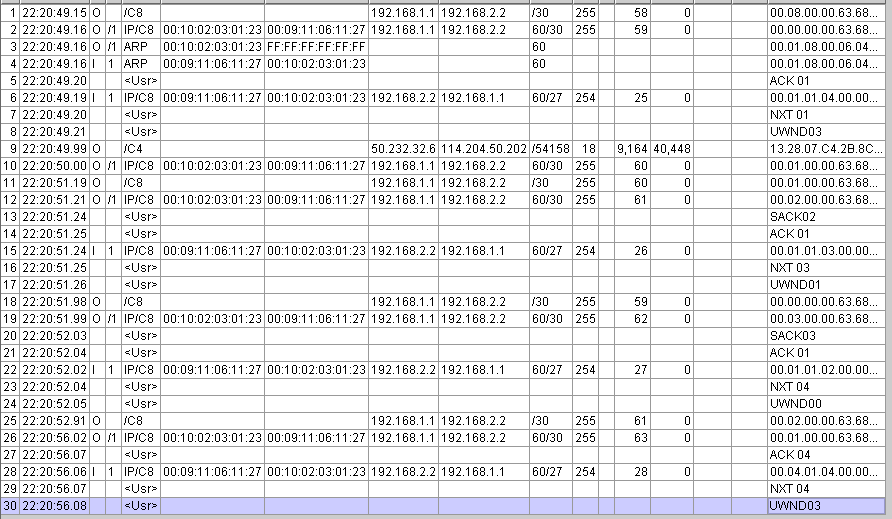 1 22:20:49.15 O /C8 192.168.1.1 192.168.2.2 /30 255 58 0 00.08.00.00.63.68...
2 22:20:49.16 O /1 IP/C8 00:10:02:03:01:23 00:09:11:06:11:27 192.168.1.1 192.168.2.2 60/30 255 59 0 00.00.00.00.63.68...
3 22:20:49.16 O /1 ARP 00:10:02:03:01:23 FF:FF:FF:FF:FF:FF 60 00.01.08.00.06.04...
4 22:20:49.16 I 1 ARP 00:09:11:06:11:27 00:10:02:03:01:23 60 00.01.08.00.06.04...
5 22:20:49.20 <Usr> ACK 01
6 22:20:49.19 I 1 IP/C8 00:09:11:06:11:27 00:10:02:03:01:23 192.168.2.2 192.168.1.1 60/27 254 25 0 00.01.01.04.00.00...
7 22:20:49.20 <Usr> NXT 01
8 22:20:49.21 <Usr> UWND03
9 22:20:49.99 O /C4 50.232.32.6 114.204.50.202 /54158 18 9,164 40,448 13.28.07.C4.2B.8C...
10 22:20:50.00 O /1 IP/C8 00:10:02:03:01:23 00:09:11:06:11:27 192.168.1.1 192.168.2.2 60/30 255 60 0 00.01.00.00.63.68...
11 22:20:51.19 O /C8 192.168.1.1 192.168.2.2 /30 255 60 0 00.01.00.00.63.68...
12 22:20:51.21 O /1 IP/C8 00:10:02:03:01:23 00:09:11:06:11:27 192.168.1.1 192.168.2.2 60/30 255 61 0 00.02.00.00.63.68...
13 22:20:51.24 <Usr> SACK02
14 22:20:51.24 <Usr> ACK 01
15 22:20:51.24 I 1 IP/C8 00:09:11:06:11:27 00:10:02:03:01:23 192.168.2.2 192.168.1.1 60/27 254 26 0 00.01.01.03.00.00...
16 22:20:51.25 <Usr> NXT 03
17 22:20:51.26 <Usr> UWND01
18 22:20:51.98 O /C8 192.168.1.1 192.168.2.2 /30 255 59 0 00.00.00.00.63.68...
19 22:20:51.99 O /1 IP/C8 00:10:02:03:01:23 00:09:11:06:11:27 192.168.1.1 192.168.2.2 60/30 255 62 0 00.03.00.00.63.68...
20 22:20:52.03 <Usr> SACK03
21 22:20:52.04 <Usr> ACK 01
22 22:20:52.02 I 1 IP/C8 00:09:11:06:11:27 00:10:02:03:01:23 192.168.2.2 192.168.1.1 60/27 254 27 0 00.01.01.02.00.00...
23 22:20:52.04 <Usr> NXT 04
24 22:20:52.05 <Usr> UWND00
25 22:20:52.91 O /C8 192.168.1.1 192.168.2.2 /30 255 61 0 00.02.00.00.63.68...
26 22:20:56.02 O /1 IP/C8 00:10:02:03:01:23 00:09:11:06:11:27 192.168.1.1 192.168.2.2 60/30 255 63 0 00.01.00.00.63.68...
27 22:20:56.07 <Usr> ACK 04
28 22:20:56.06 I 1 IP/C8 00:09:11:06:11:27 00:10:02:03:01:23 192.168.2.2 192.168.1.1 60/27 254 28 0 00.04.01.04.00.00...
29 22:20:56.07 <Usr> NXT 04
30 22:20:56.08 <Usr> UWND03